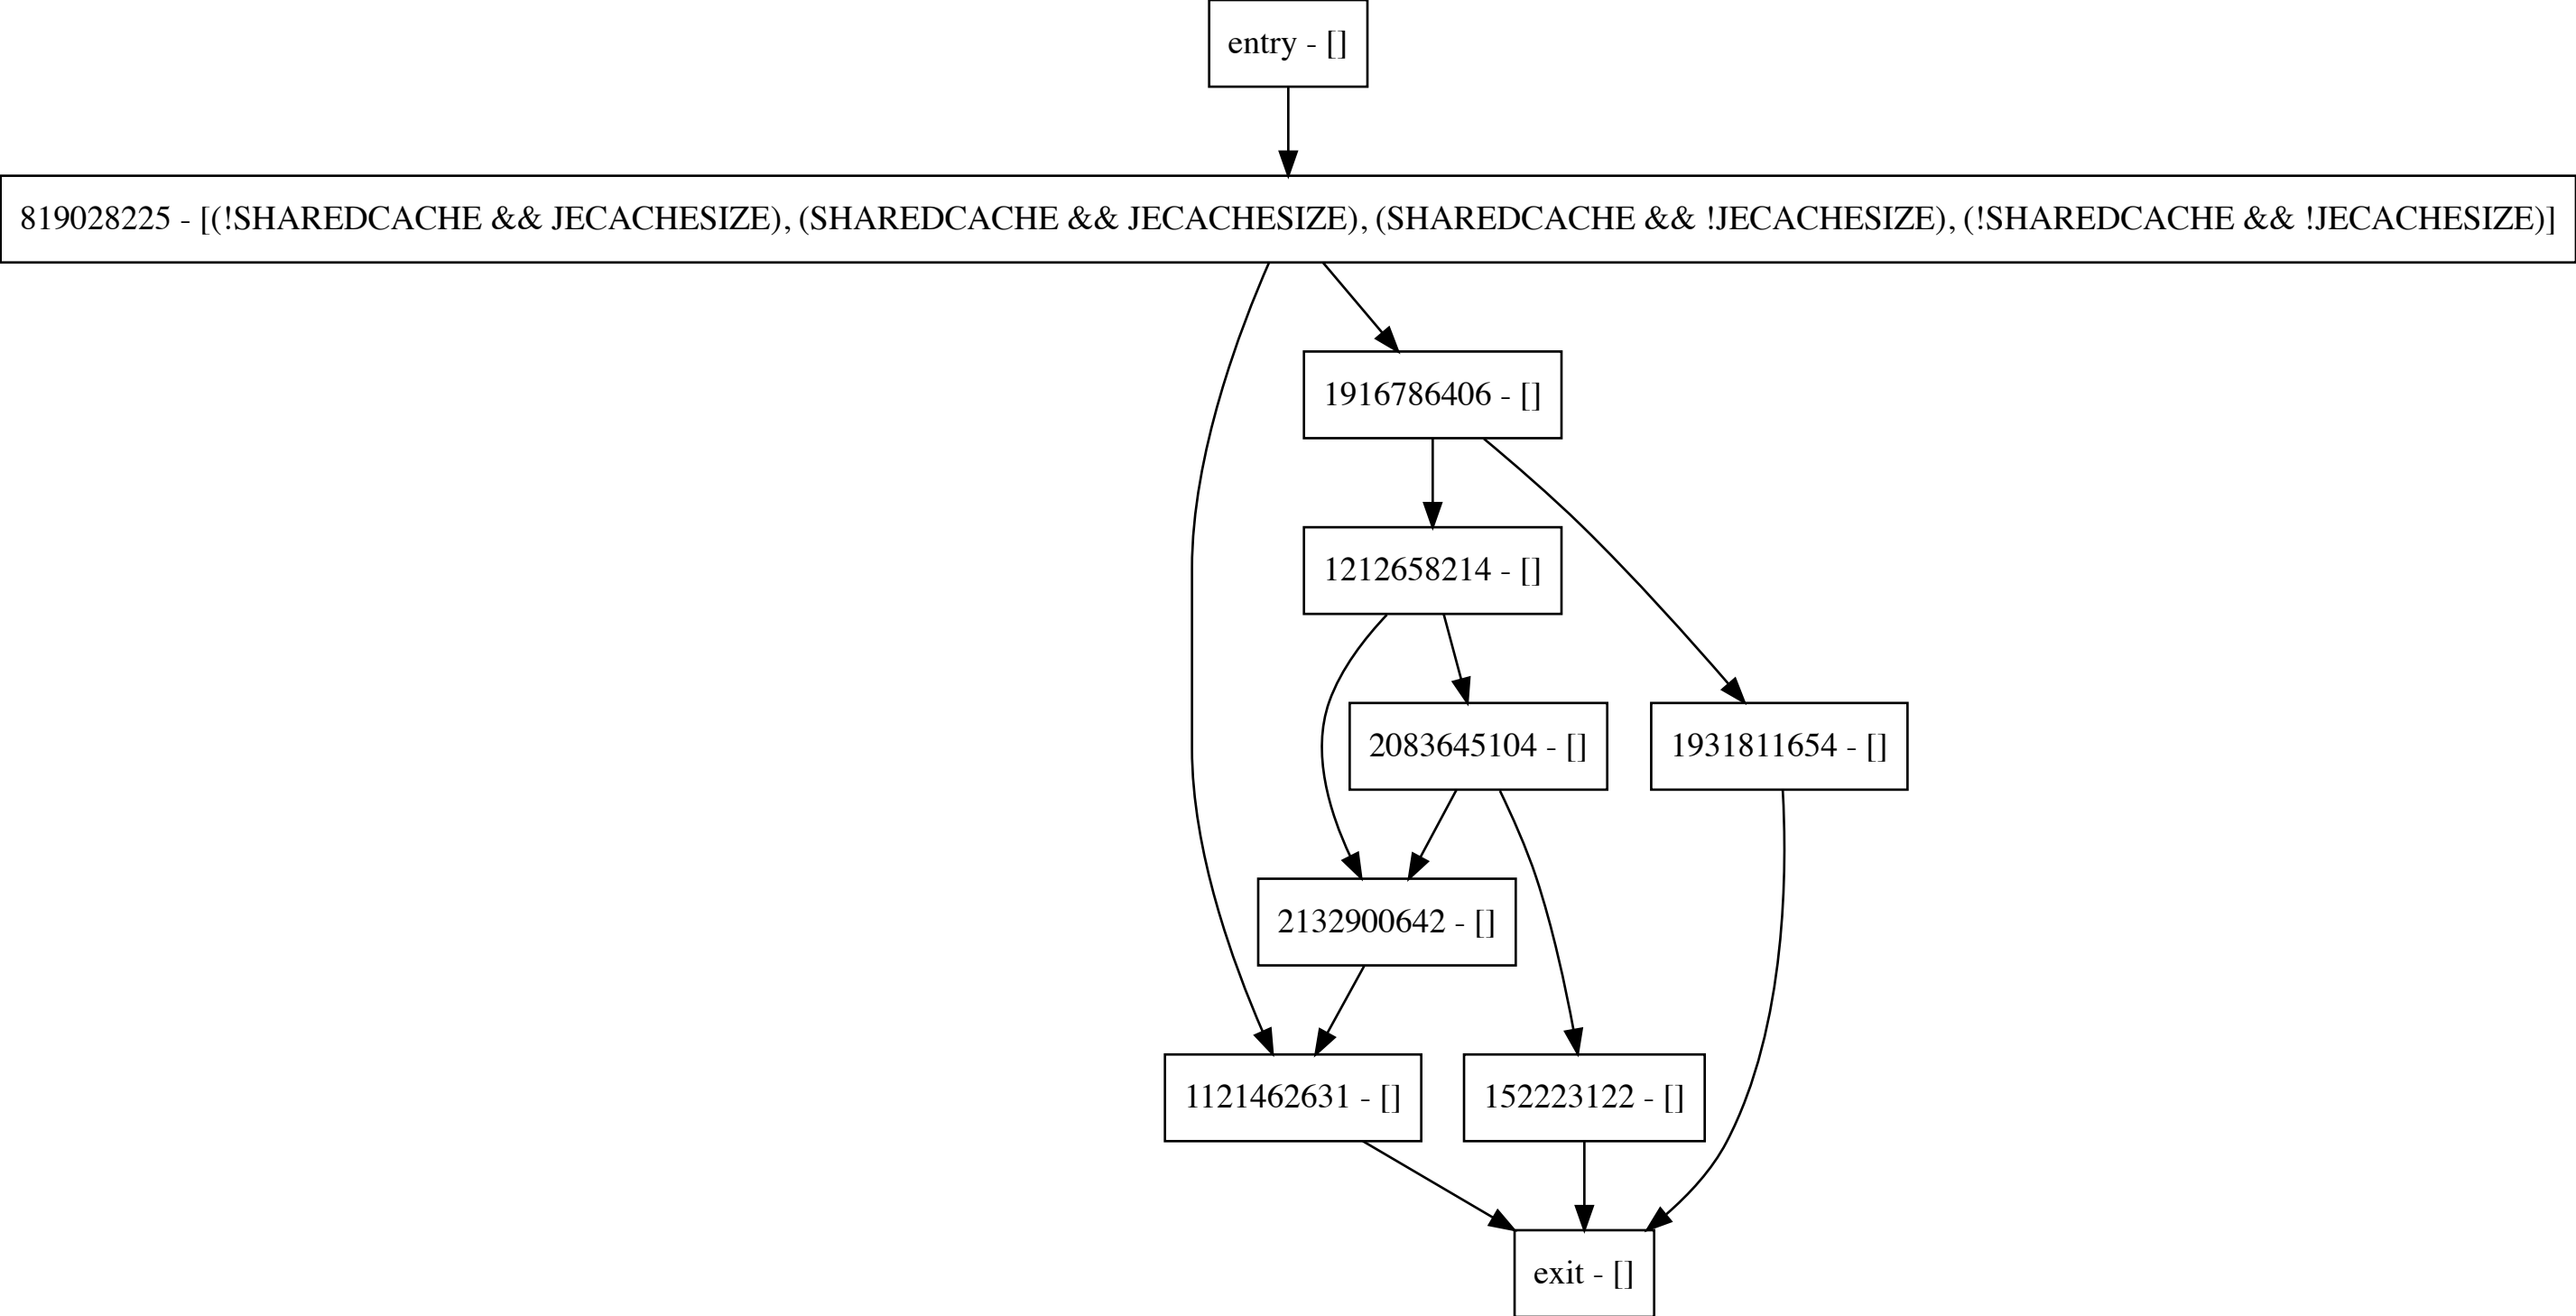 entry - []
819028225 - [(!SHAREDCACHE && JECACHESIZE), (SHAREDCACHE && JECACHESIZE), (SHAREDCACHE && !JECACHESIZE), (!SHAREDCACHE && !JECACHESIZE)]
1916786406 - []
1212658214 - []
2083645104 - []
1931811654 - []
2132900642 - []
1121462631 - []
152223122 - []
exit - []